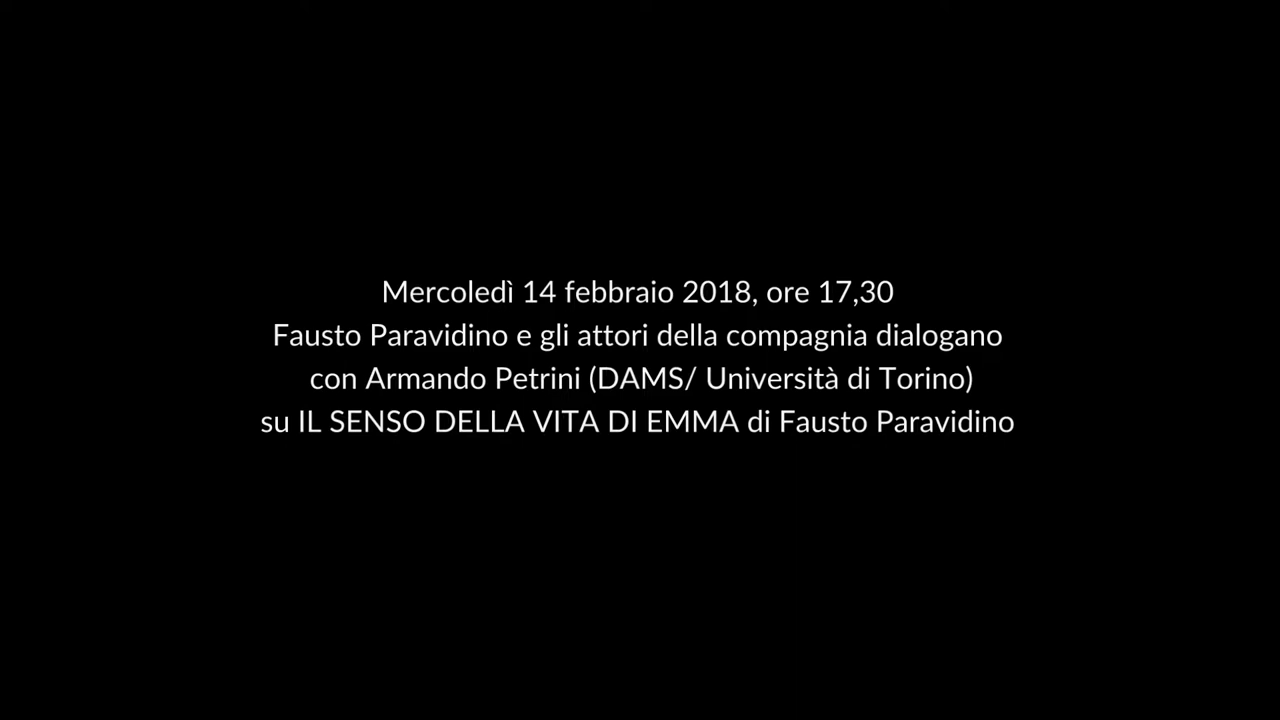 Mercoledì 14 febbraio 2018, ore 17,30
Fausto Paravidino e gli attori della compagnia dialogano
con Armando Petrini (DAMS/ Università di Torino)
su IL SENSO DELLA VITA DI EMMA di Fausto Paravidino